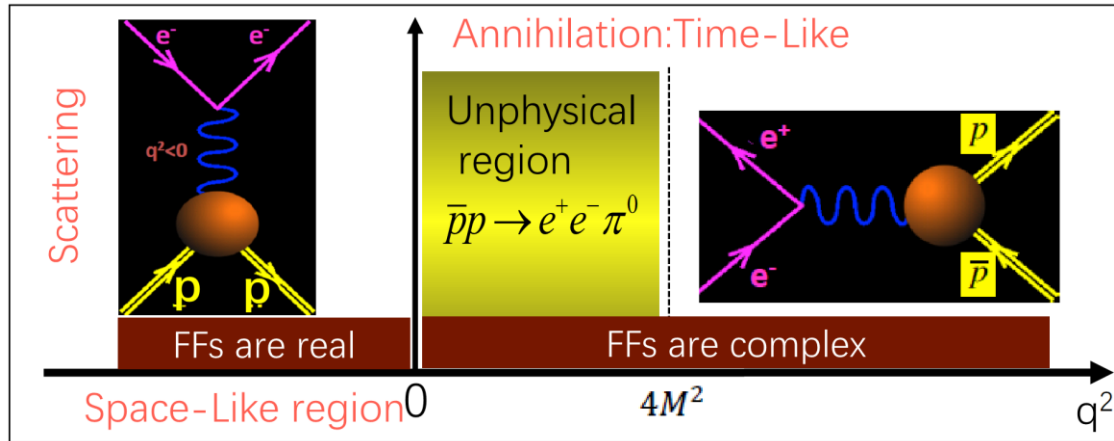 Annihilation:Time-Like
Scattering
e⁻ e⁻
q²<0
p p
Unphysical
region
p̅p → e⁺e⁻π⁰
e⁺
e⁻
p
p̅
FFs are real
FFs are complex
Space-Like region
0
4M²
q²